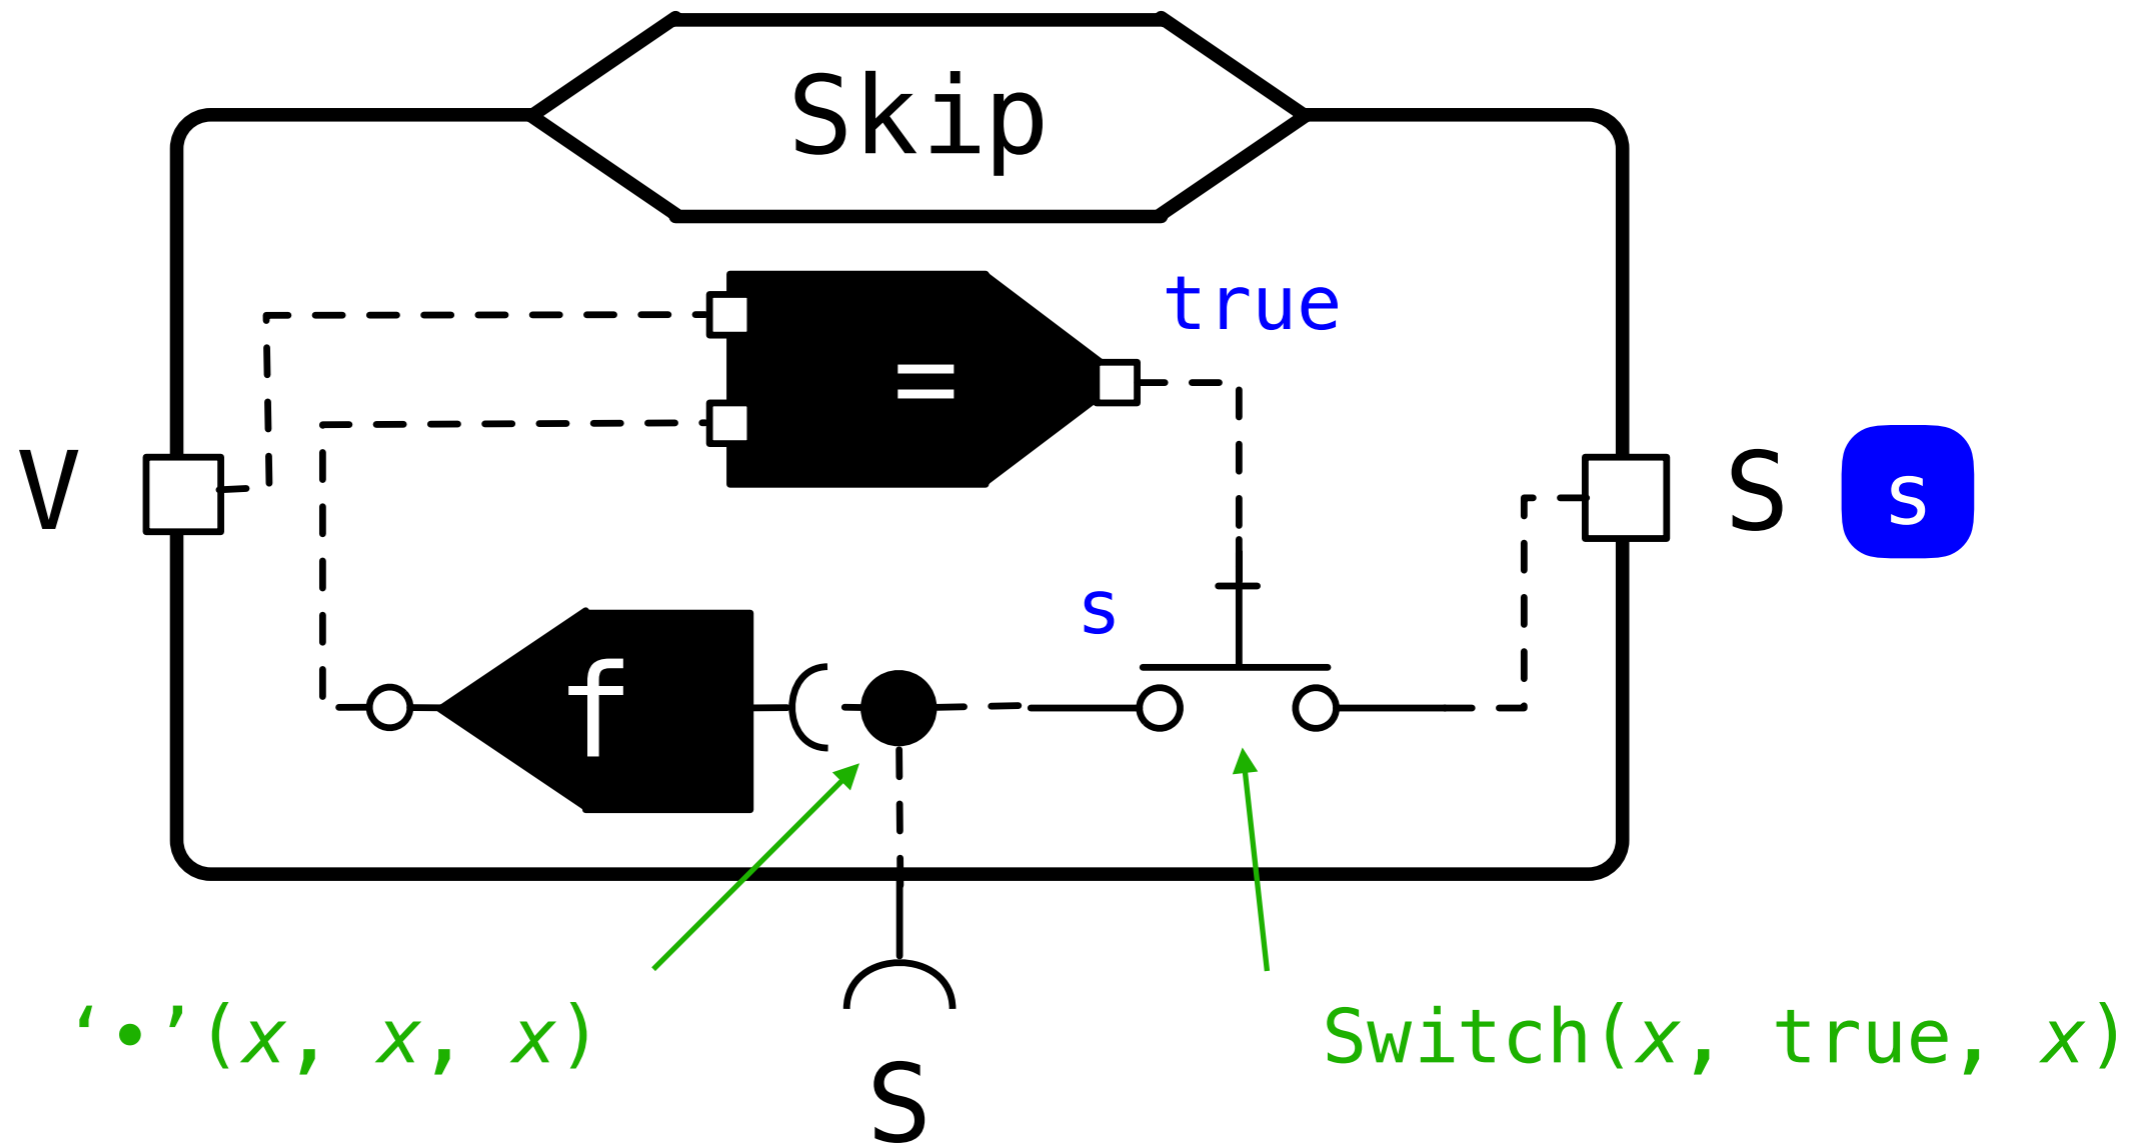 Skip
true
=
V
S s
s
f
‘•’(x, x, x)
Switch(x, true, x)
S